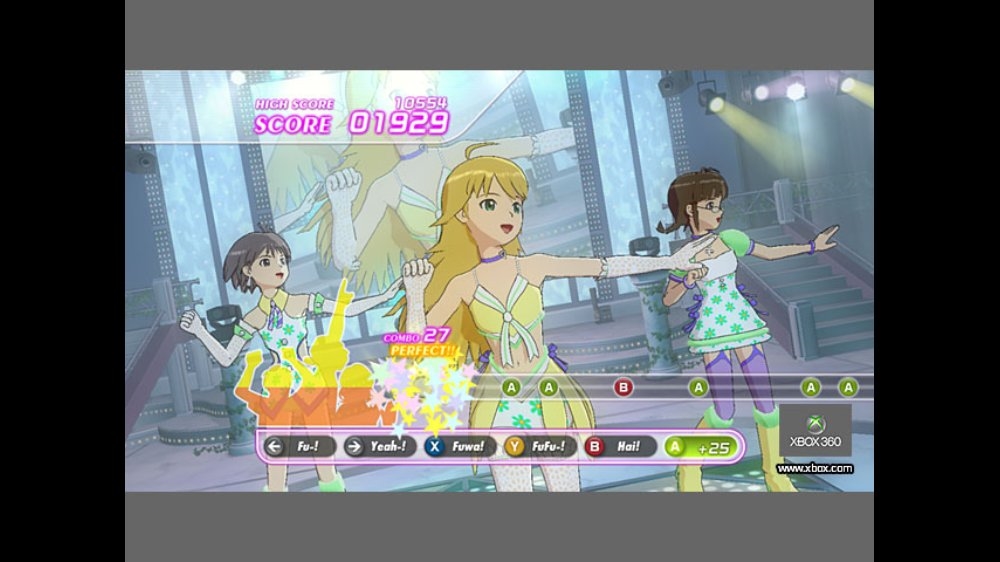 HIGH SCORE 10554
SCORE 01929
COMBO 27
PERFECT!!
A A B A A A
← Fu-! → Yeah-! X Fuwa! Y FuFu-! B Hai! A +25
XBOX 360
www.xbox.com